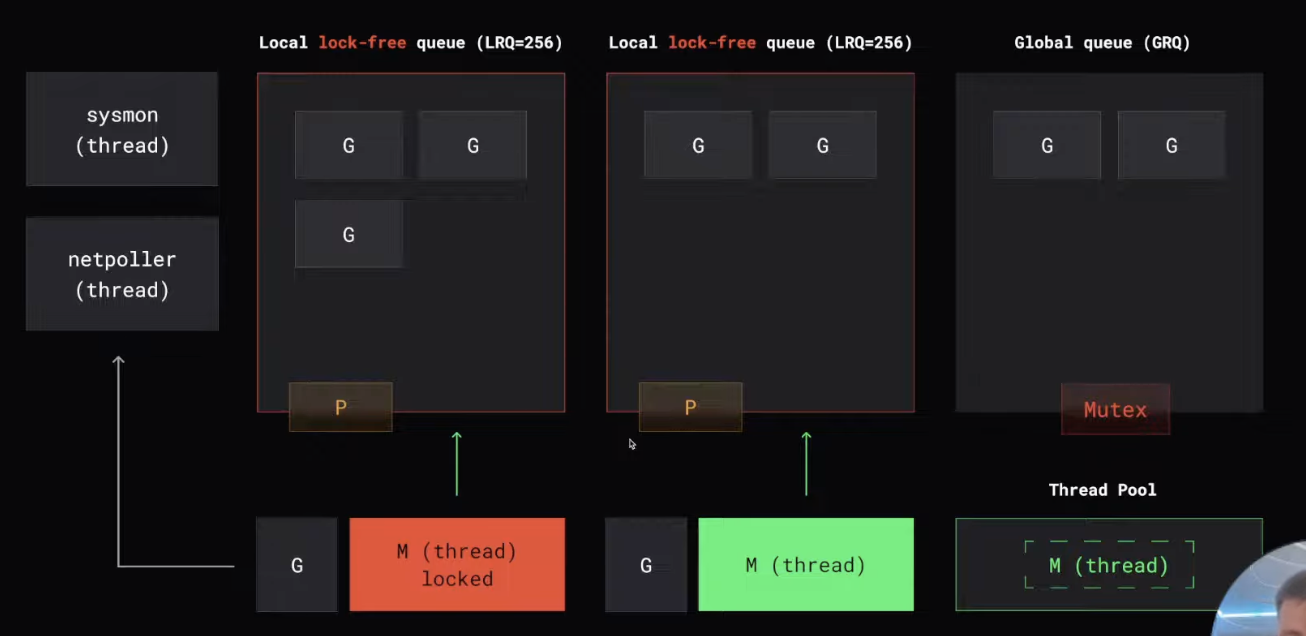 Local lock-free queue (LRQ=256)
Local lock-free queue (LRQ=256)
Global queue (GRQ)
sysmon
(thread)
netpoller
(thread)
G
G
G
P
G
G
P
G
G
Mutex
Thread Pool
G
M (thread)
locked
G
M (thread)
M (thread)